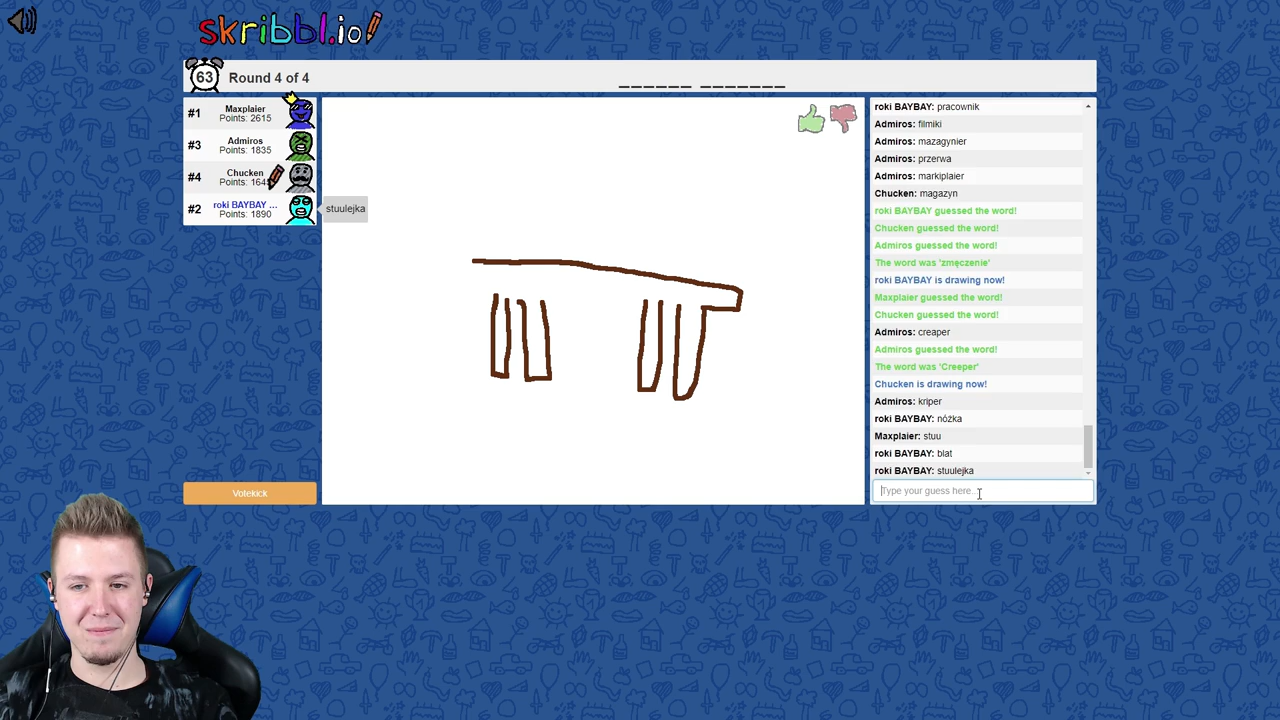 skribbl.io
63
Round 4 of 4
______ _______
#1
Maxplaier
Points: 2615
#3
Admiros
Points: 1835
#4
Chucken
#2
roki BAYBAY ...
Points: 1890
stuulejka
Votekick
roki BAYBAY: pracownik
Admiros: filmiki
Admiros: mazagynier
Admiros: przerwa
Admiros: markiplaier
Chucken: magazyn
roki BAYBAY guessed the word!
Chucken guessed the word!
Admiros guessed the word!
The word was 'zmęczenie'
roki BAYBAY is drawing now!
Maxplaier guessed the word!
Chucken guessed the word!
Admiros: creaper
Admiros guessed the word!
The word was 'Creeper'
Chucken is drawing now!
Admiros: kriper
roki BAYBAY: nóżka
Maxplaier: stuu
roki BAYBAY: blat
roki BAYBAY: stuulejka
Type your guess here...